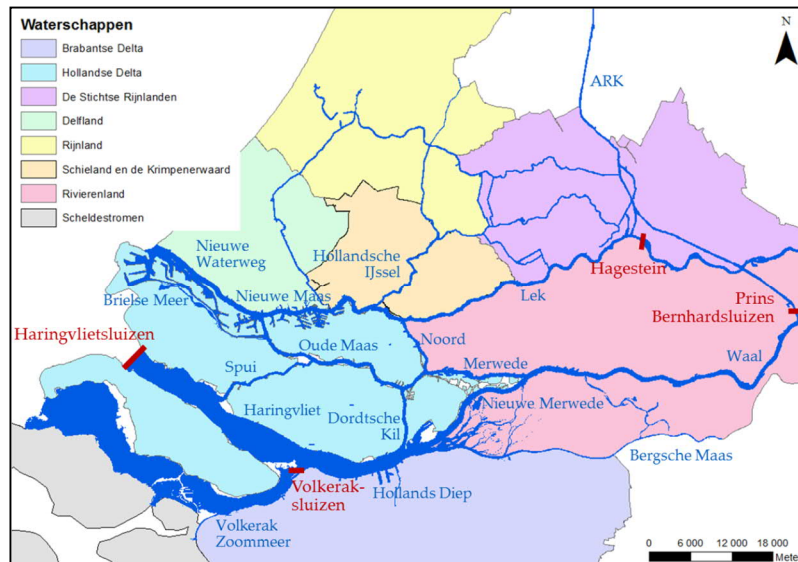 Waterschappen
Brabantse Delta
Hollandse Delta
De Stichtse Rijnlanden
Delfland
Rijnland
Schieland en de Krimpenerwaard
Rivierenland
Scheldestromen
N
ARK
Nieuwe
Waterweg
Hollandsche
IJssel
Hagestein
Brielse Meer
Nieuwe Maas
Lek
Prins
Bernhardsluizen
Haringvlietsluizen
Oude Maas
Noord
Merwede
Waal
Spui
Haringvliet
Dordtsche
Kil
Nieuwe Merwede
Bergsche Maas
Volkerak-
sluizen
Hollands Diep
Volkerak
Zoommeer
0 6 000 12 000 18 000
Mete